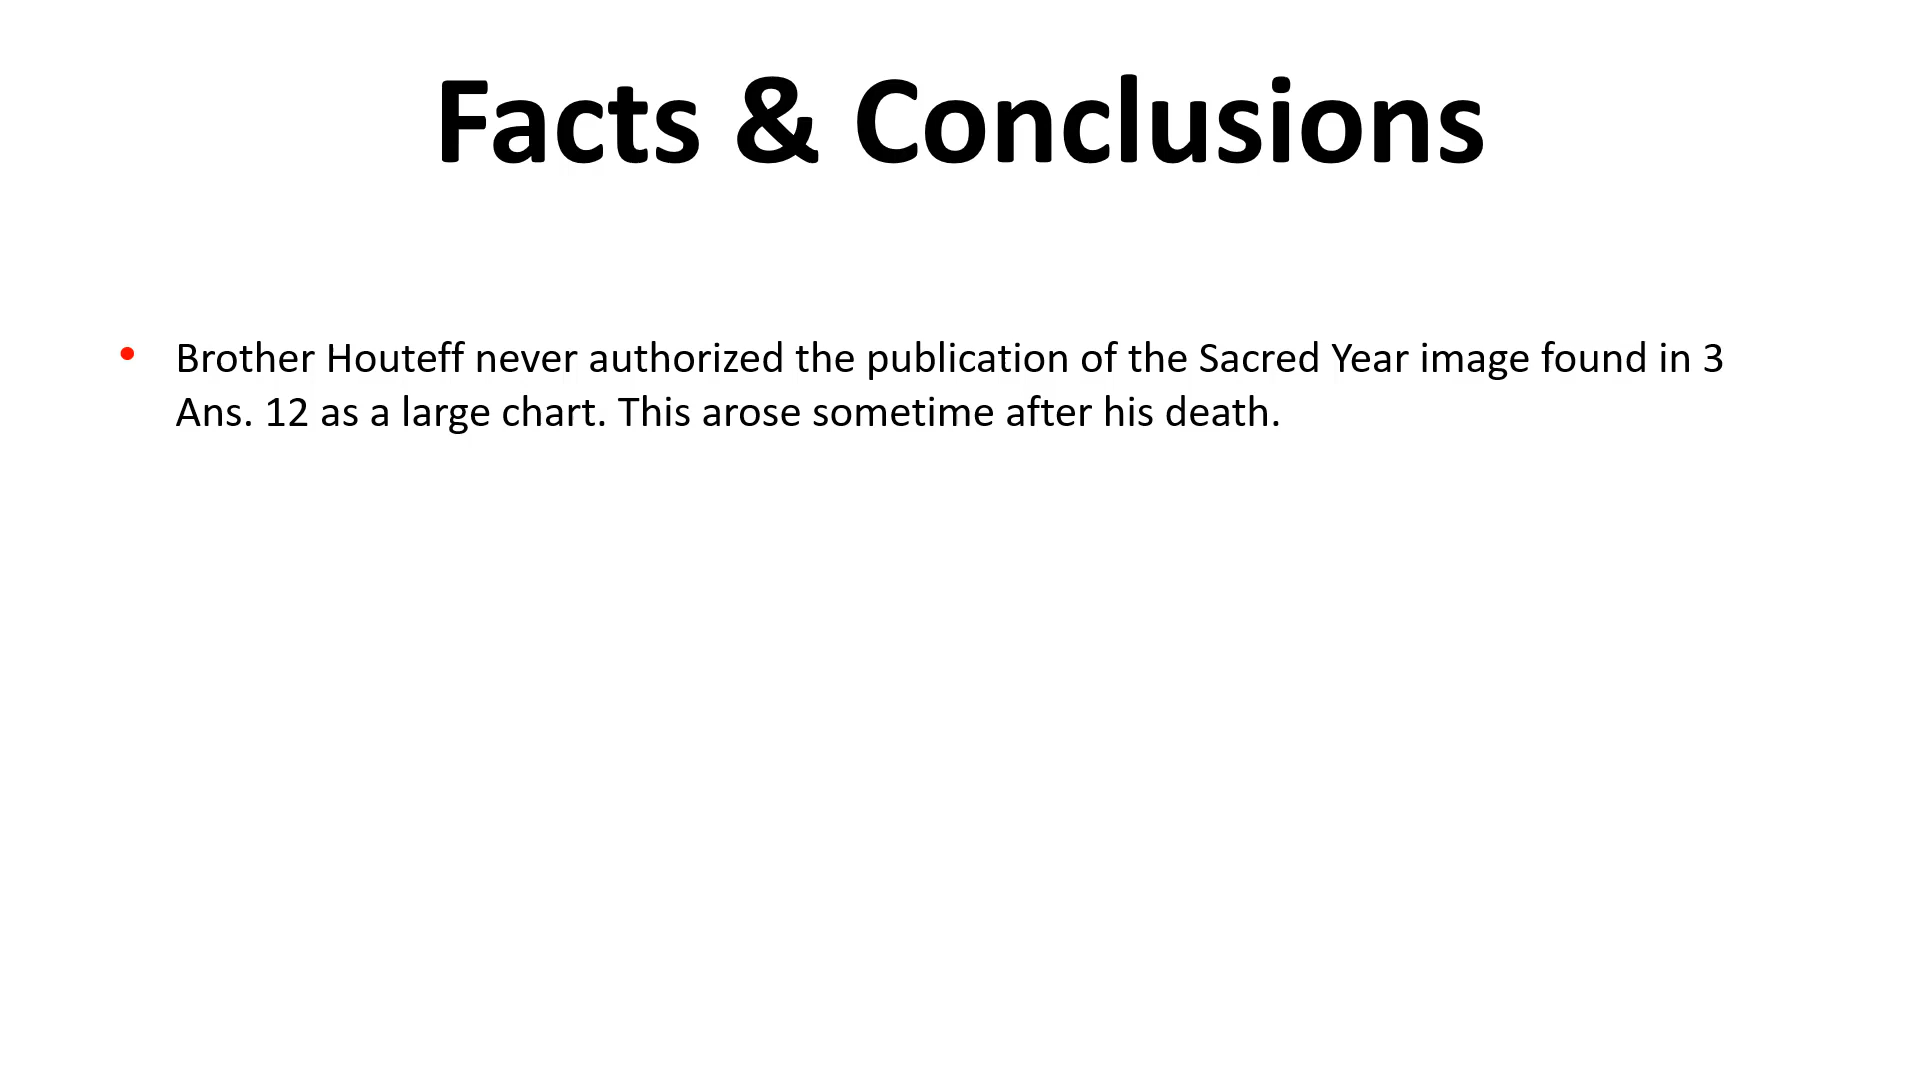 Facts & Conclusions
• Brother Houteff never authorized the publication of the Sacred Year image found in 3
Ans. 12 as a large chart. This arose sometime after his death.